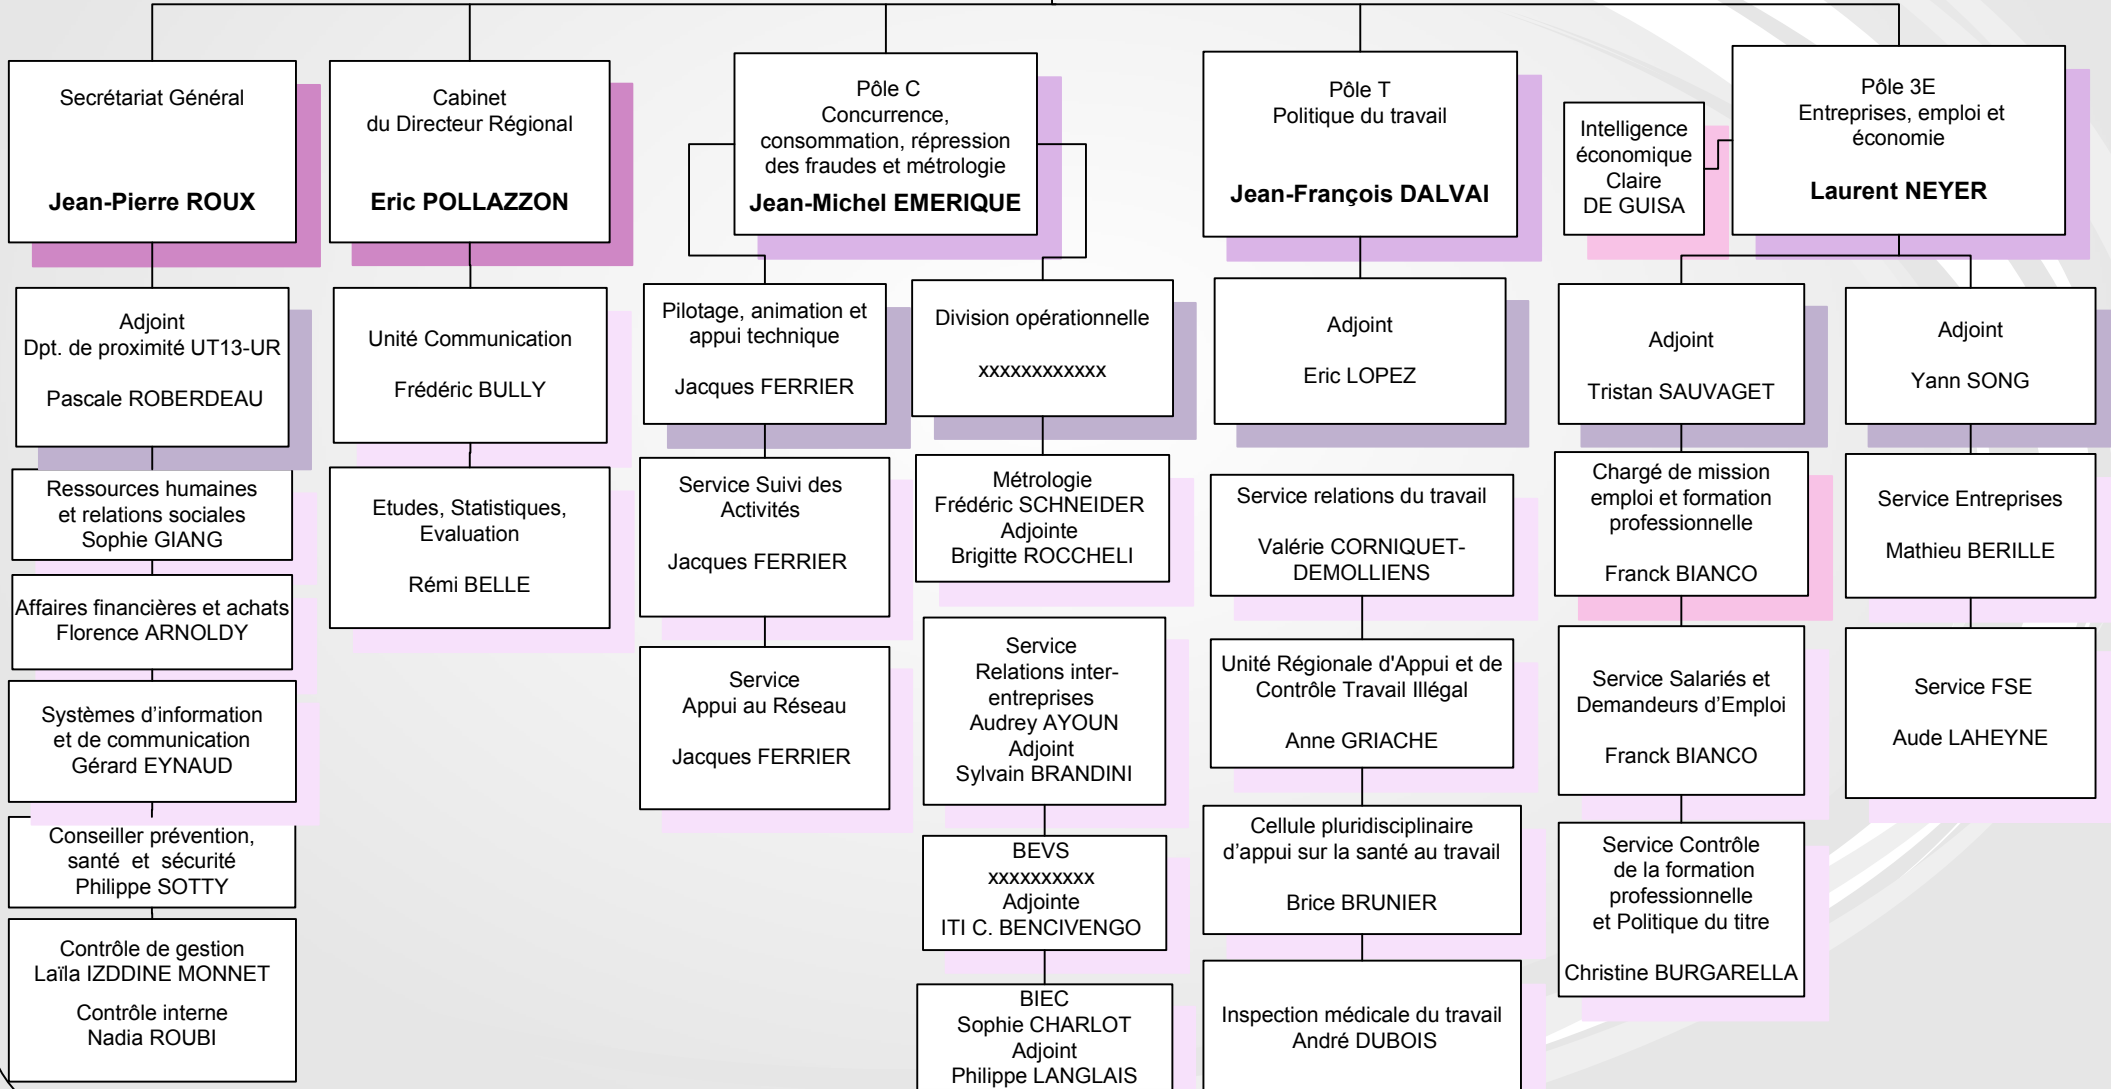 Secrétariat Général
Jean-Pierre ROUX
Adjoint
Dpt. de proximité UT13-UR
Pascale ROBERDEAU
Ressources humaines
et relations sociales
Sophie GIANG
Affaires financières et achats
Florence ARNOLDY
Systèmes d’information
et de communication
Gérard EYNAUD
Conseiller prévention,
santé et sécurité
Philippe SOTTY
Contrôle de gestion
Laïla IZDDINE MONNET
Contrôle interne
Nadia ROUBI
Cabinet
du Directeur Régional
Eric POLLAZZON
Unité Communication
Frédéric BULLY
Etudes, Statistiques,
Evaluation
Rémi BELLE
Pôle C
Concurrence,
consommation, répression
des fraudes et métrologie
Jean-Michel EMERIQUE
Pilotage, animation et
appui technique
Jacques FERRIER
Service Suivi des
Activités
Jacques FERRIER
Service
Appui au Réseau
Jacques FERRIER
Division opérationnelle
xxxxxxxxxxxx
Métrologie
Frédéric SCHNEIDER
Adjointe
Brigitte ROCCHELI
Service
Relations inter-
entreprises
Audrey AYOUN
Adjoint
Sylvain BRANDINI
BEVS
xxxxxxxxxx
Adjointe
ITI C. BENCIVENGO
BIEC
Sophie CHARLOT
Adjoint
Philippe LANGLAIS
Pôle T
Politique du travail
Jean-François DALVAI
Adjoint
Eric LOPEZ
Service relations du travail
Valérie CORNIQUET-
DEMOLLIENS
Unité Régionale d'Appui et de
Contrôle Travail Illégal
Anne GRIACHE
Cellule pluridisciplinaire
d’appui sur la santé au travail
Brice BRUNIER
Inspection médicale du travail
André DUBOIS
Intelligence
économique
Claire
DE GUISA
Pôle 3E
Entreprises, emploi et
économie
Laurent NEYER
Adjoint
Tristan SAUVAGET
Chargé de mission
emploi et formation
professionnelle
Franck BIANCO
Service Salariés et
Demandeurs d’Emploi
Franck BIANCO
Service Contrôle
de la formation
professionnelle
et Politique du titre
Christine BURGARELLA
Adjoint
Yann SONG
Service Entreprises
Mathieu BERILLE
Service FSE
Aude LAHEYNE